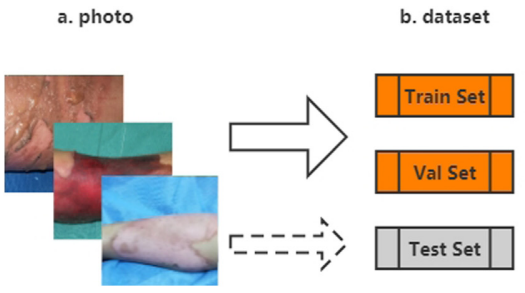 a. photo
b. dataset
Train Set
Val Set
Test Set